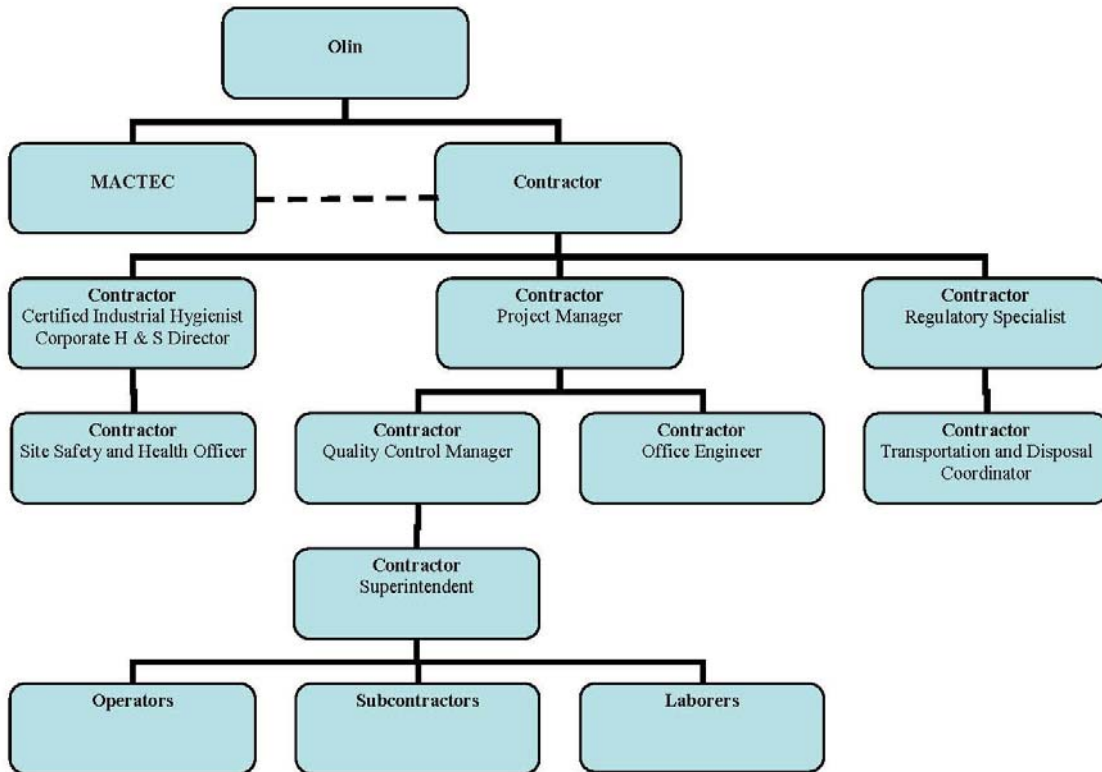 Olin
MACTEC
Contractor
Contractor
Certified Industrial Hygienist
Corporate H & S Director
Contractor
Project Manager
Contractor
Regulatory Specialist
Contractor
Site Safety and Health Officer
Contractor
Quality Control Manager
Contractor
Office Engineer
Contractor
Transportation and Disposal
Coordinator
Contractor
Superintendent
Operators
Subcontractors
Laborers